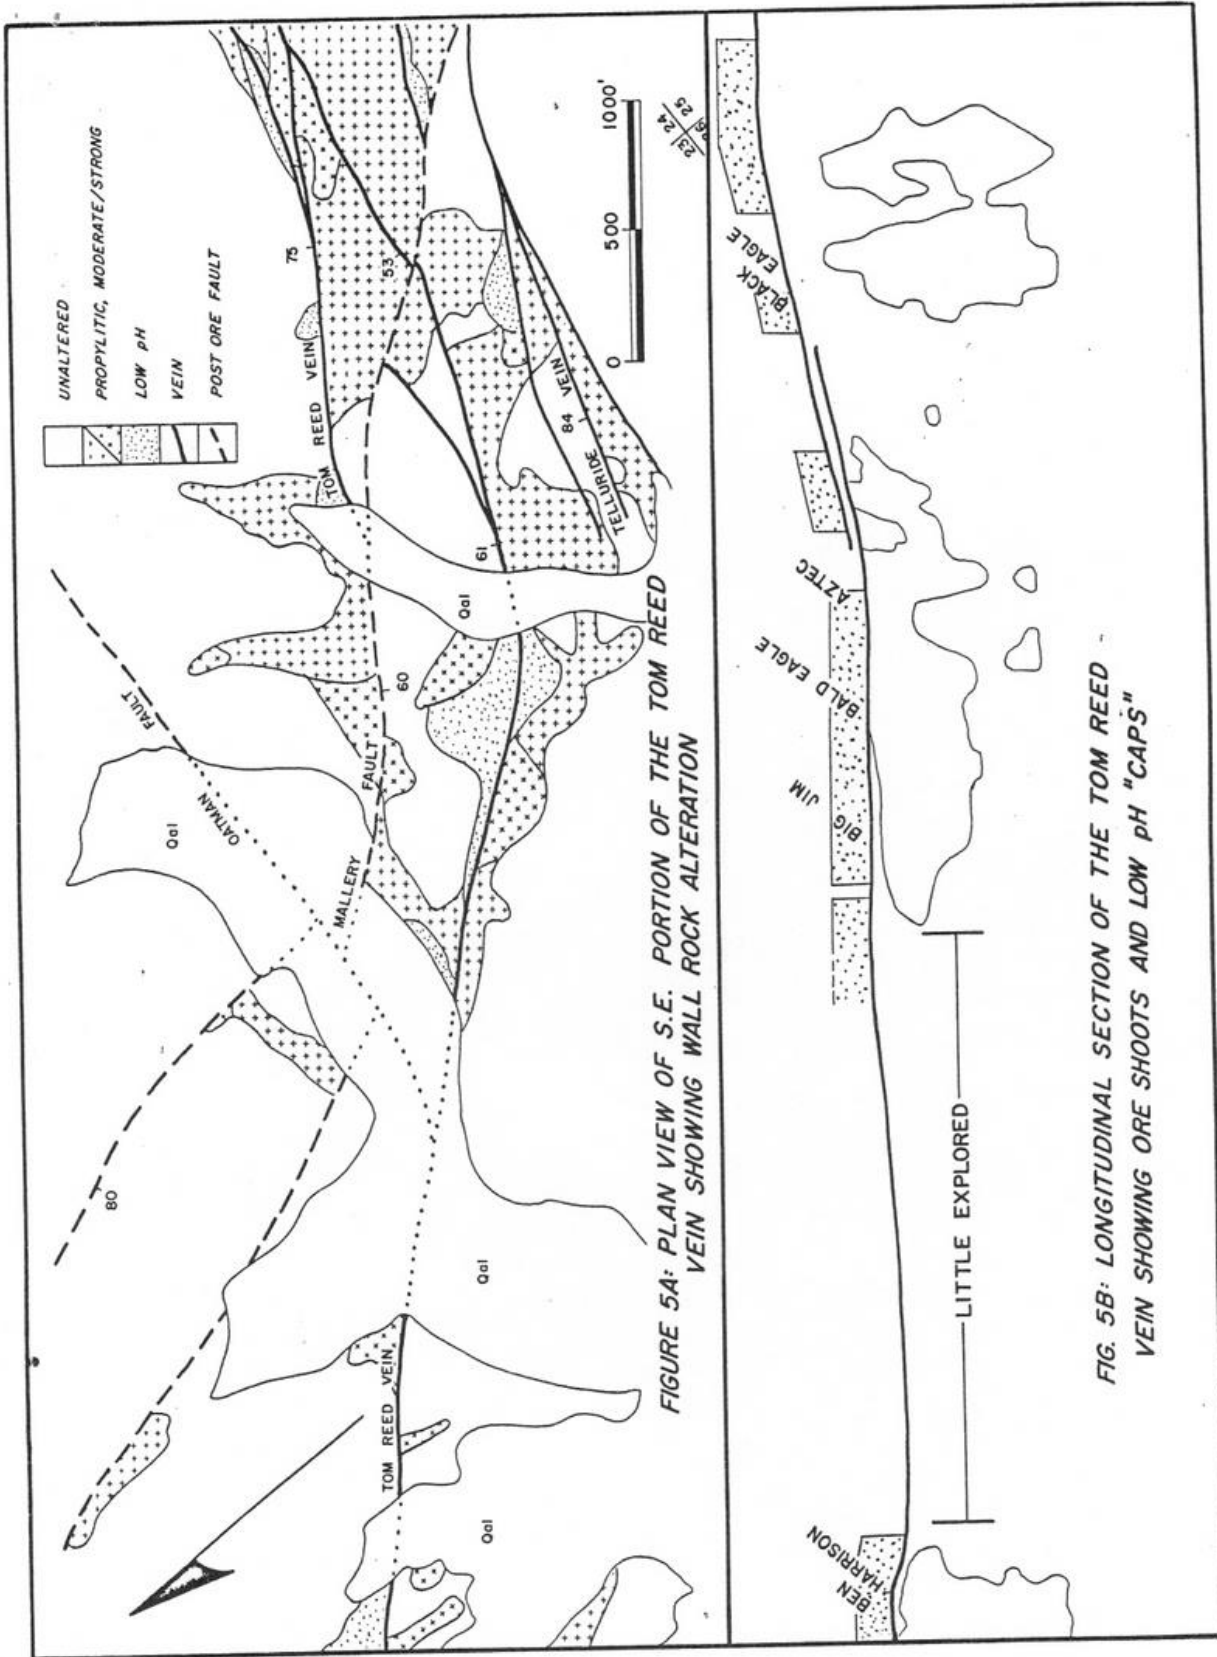 UNALTERED
PROPYLITIC, MODERATE/STRONG
LOW pH
VEIN
POST ORE FAULT
80
OATMAN
FAULT
Qal
MALLERY
FAULT
60
TOM REED VEIN
75
53
61
Qal
TELLURIDE VEIN
84
TOM REED VEIN
Qal
Qal
0 500 1000'
FIGURE 5A: PLAN VIEW OF S.E. PORTION OF THE TOM REED
VEIN SHOWING WALL ROCK ALTERATION
23 24
26 25
BEN
HARRISON
BIG JIM
BALD EAGLE
AZTEC
BLACK EAGLE
LITTLE EXPLORED
FIG. 5B: LONGITUDINAL SECTION OF THE TOM REED
VEIN SHOWING ORE SHOOTS AND LOW pH "CAPS"